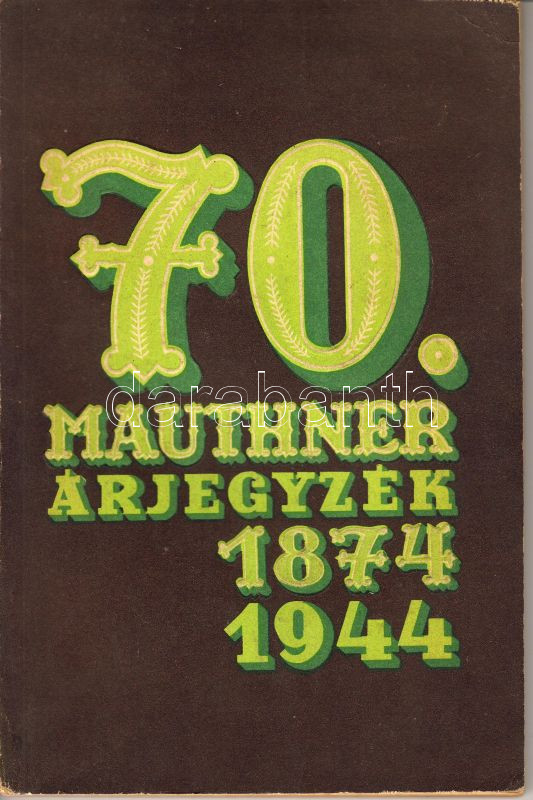 70.
darabanth
MAUTHNER
ÁRJEGYZÉK
1874
1944